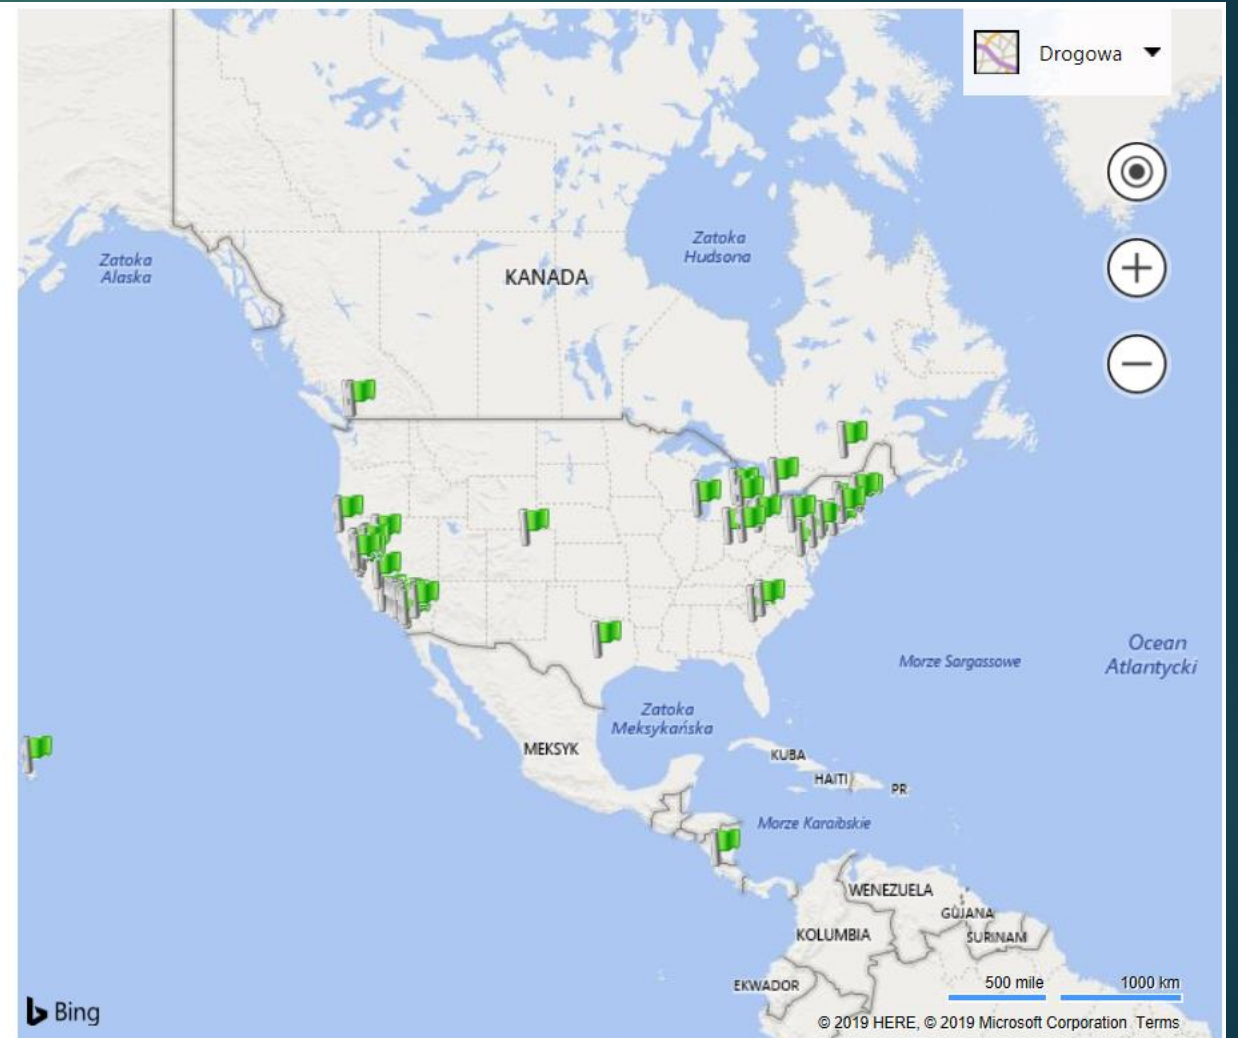 Drogowa
Zatoka
Alaska
Zatoka
Hudsona
KANADA
Ocean
Atlantycki
Morze Sargassowe
Zatoka
Meksykańska
MEKSYK
KUBA
HAITI
PR
Morze Karaibskie
WENEZUELA
GUJANA
KOLUMBIA
SURINAM
EKWADOR
500 mile
1000 km
Bing
© 2019 HERE, © 2019 Microsoft Corporation Terms